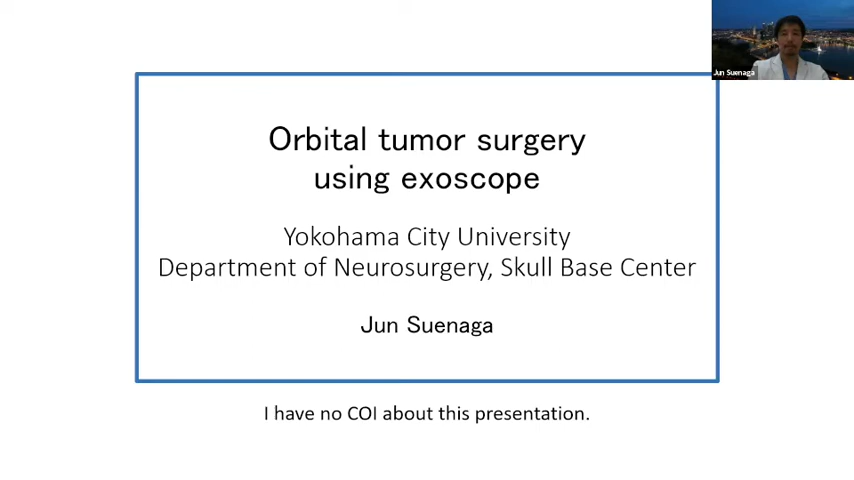 Jun Suenaga
Orbital tumor surgery
using exoscope
Yokohama City University
Department of Neurosurgery, Skull Base Center
Jun Suenaga
I have no COI about this presentation.